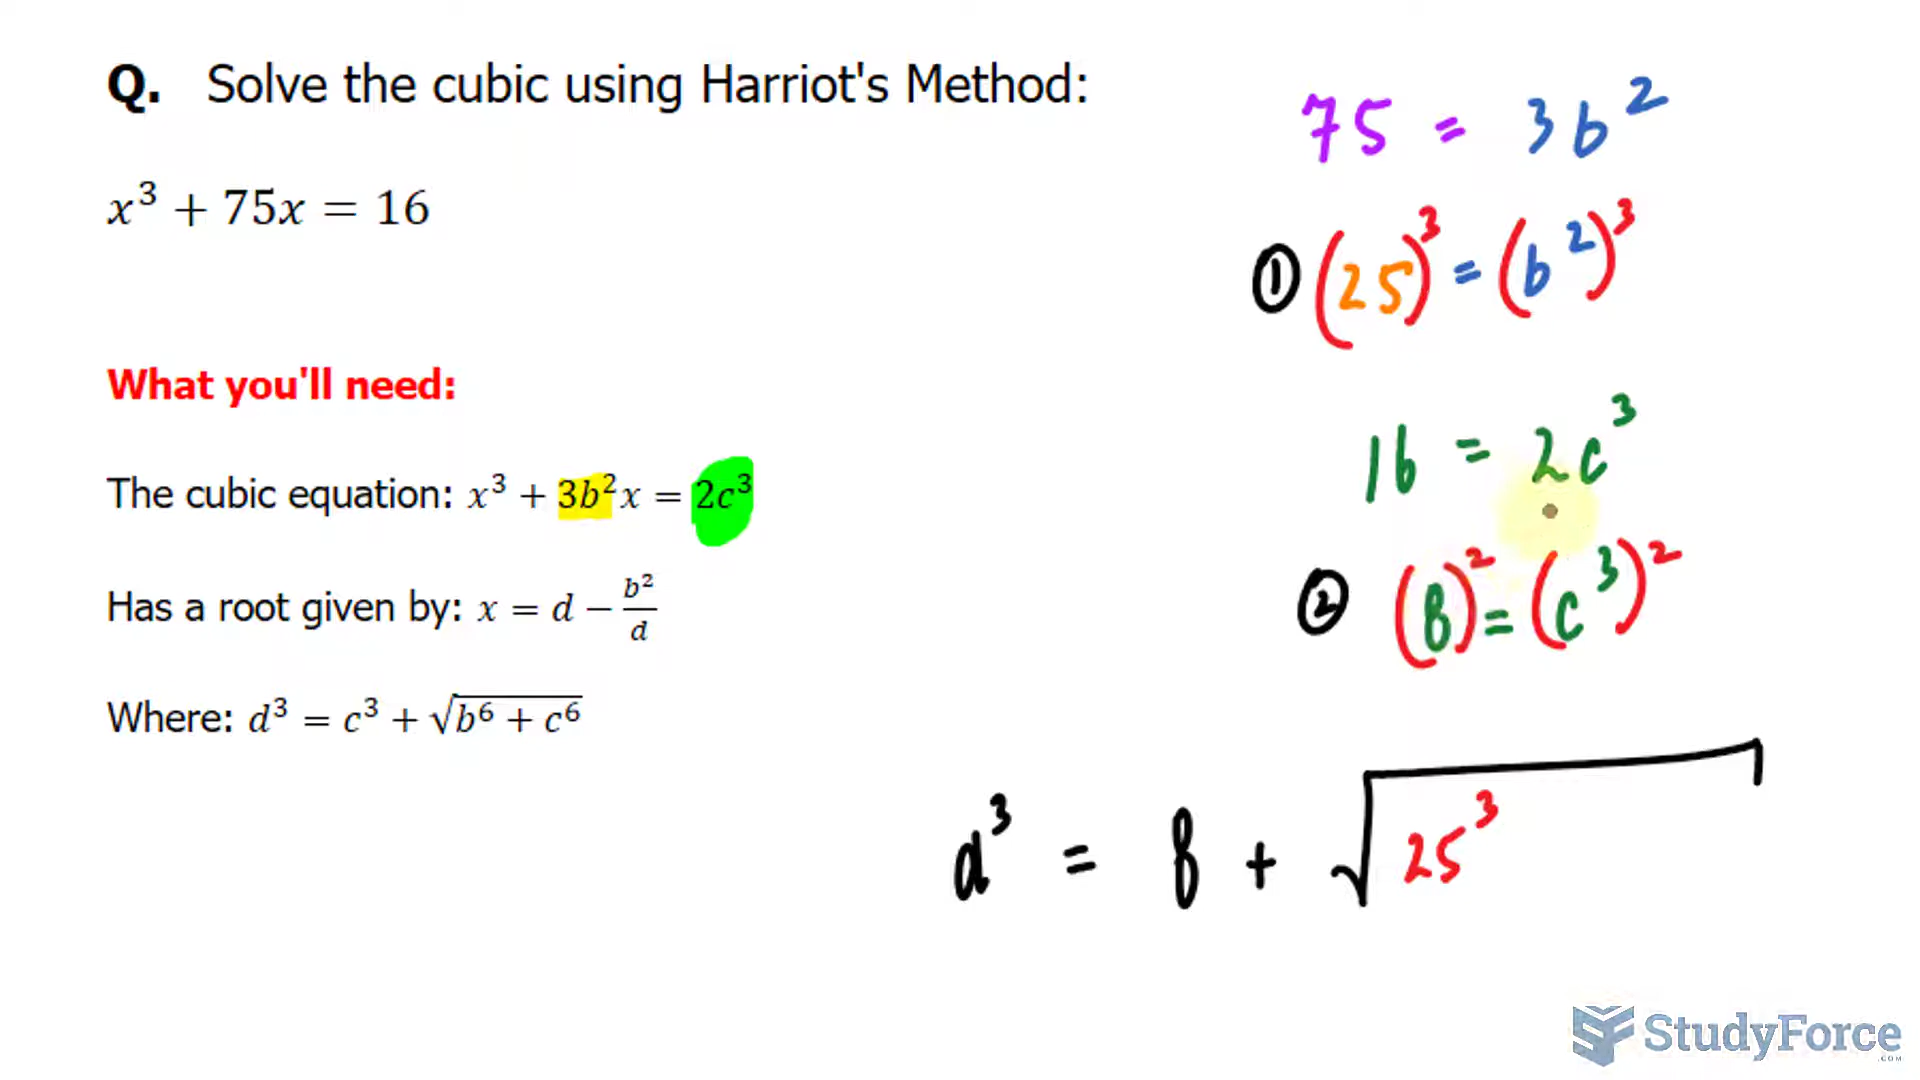 Q. Solve the cubic using Harriot's Method:
x³ + 75x = 16
What you'll need:
The cubic equation: x³ + 3b²x = 2c³
Has a root given by: x = d − b²/d
Where: d³ = c³ + √(b⁶ + c⁶)
75 = 3b²
① (25)³ = (b²)³
16 = 2c³
② (8)² = (c³)²
d³ = 8 + √25³
StudyForce
.COM